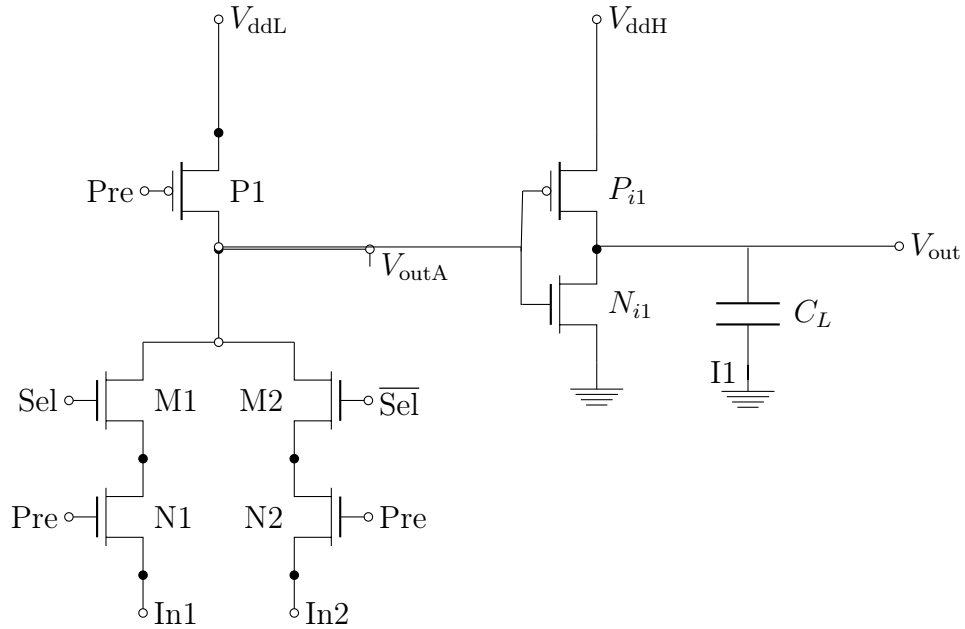 V_ddL
V_ddH
Pre P1
P_i1
V_outA
V_out
N_i1
C_L
I1
Sel M1 M2 S̅e̅l̅
Pre N1 N2 Pre
In1 In2